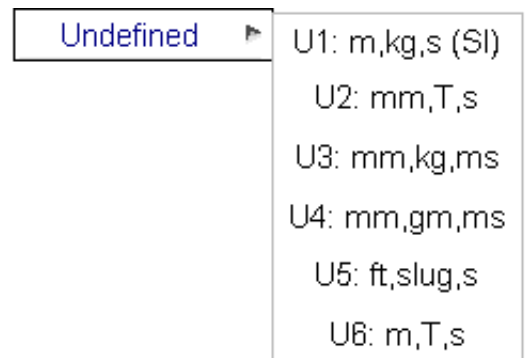 Undefined
U1: m,kg,s (SI)
U2: mm,T,s
U3: mm,kg,ms
U4: mm,gm,ms
U5: ft,slug,s
U6: m,T,s